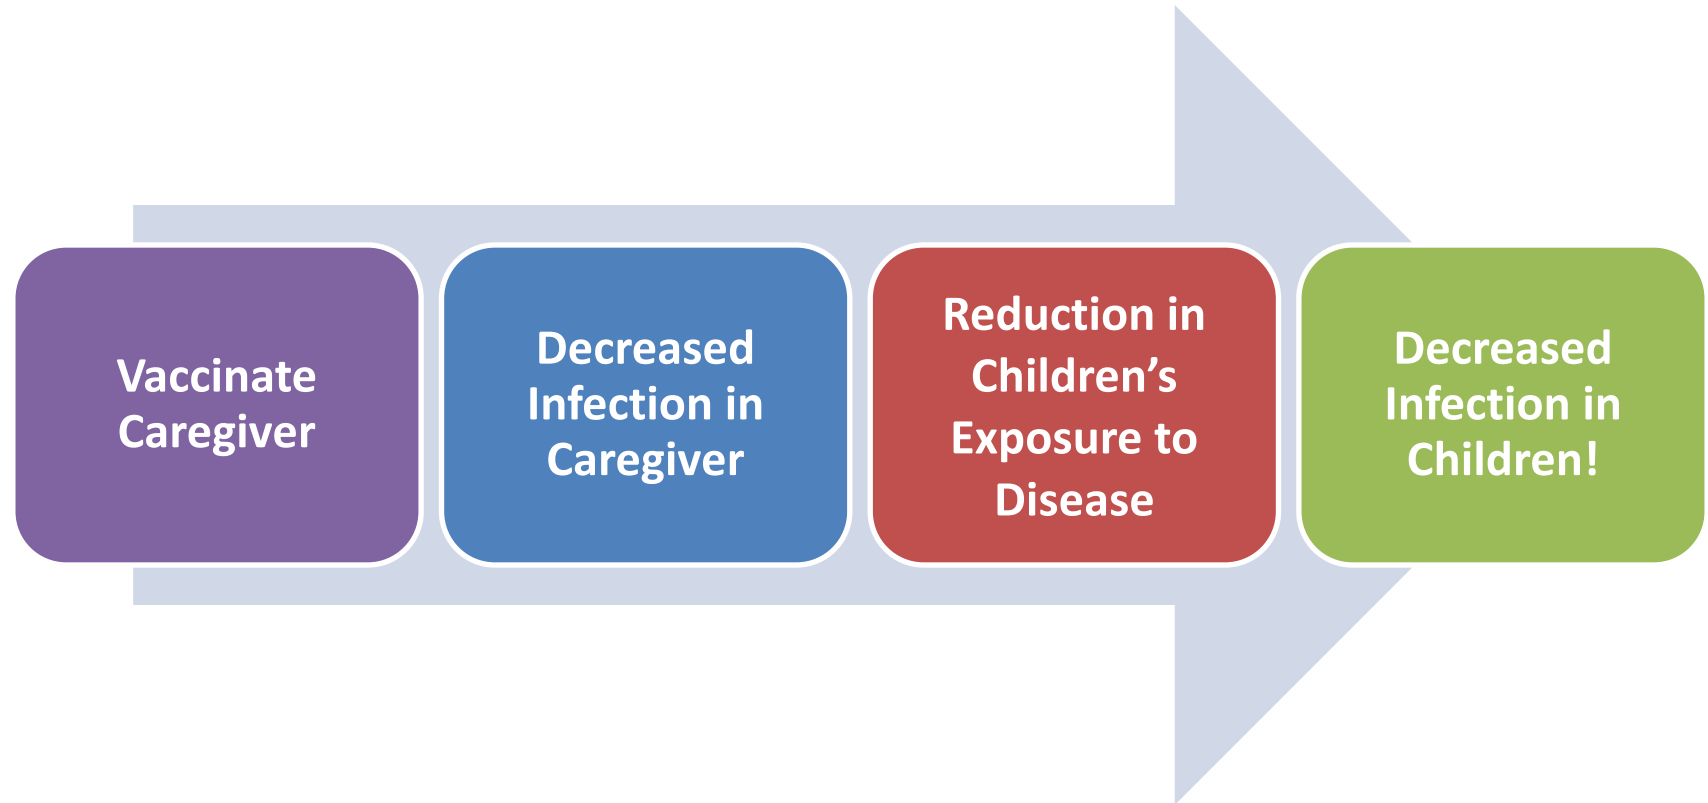 Vaccinate
Caregiver
Decreased
Infection in
Caregiver
Reduction in
Children’s
Exposure to
Disease
Decreased
Infection in
Children!